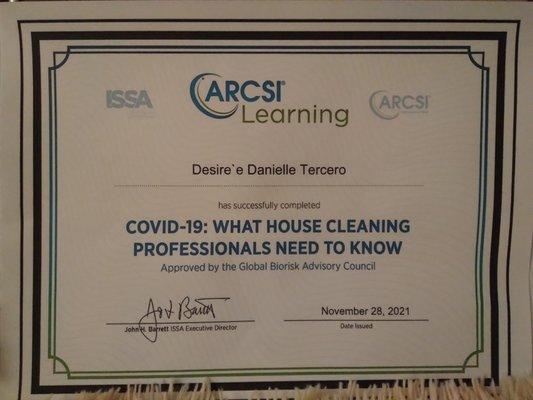 ISSA
ARCSI
Learning
ARCSI
Desire`e Danielle Tercero
has successfully completed
COVID-19: WHAT HOUSE CLEANING
PROFESSIONALS NEED TO KNOW
Approved by the Global Biorisk Advisory Council
November 28, 2021
John H. Barrett ISSA Executive Director
Date Issued